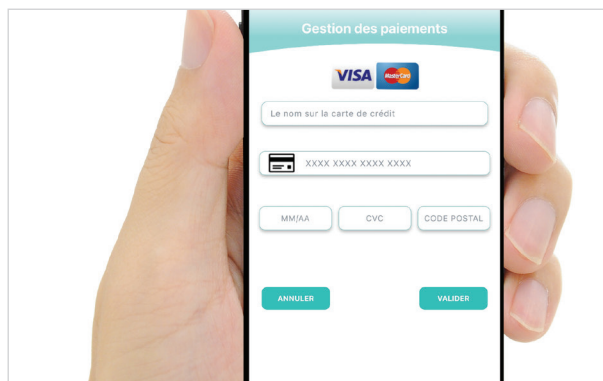 Gestion des paiements
VISA MasterCard
Le nom sur la carte de crédit
XXXX XXXX XXXX XXXX
MM/AA CVC CODE POSTAL
ANNULER VALIDER